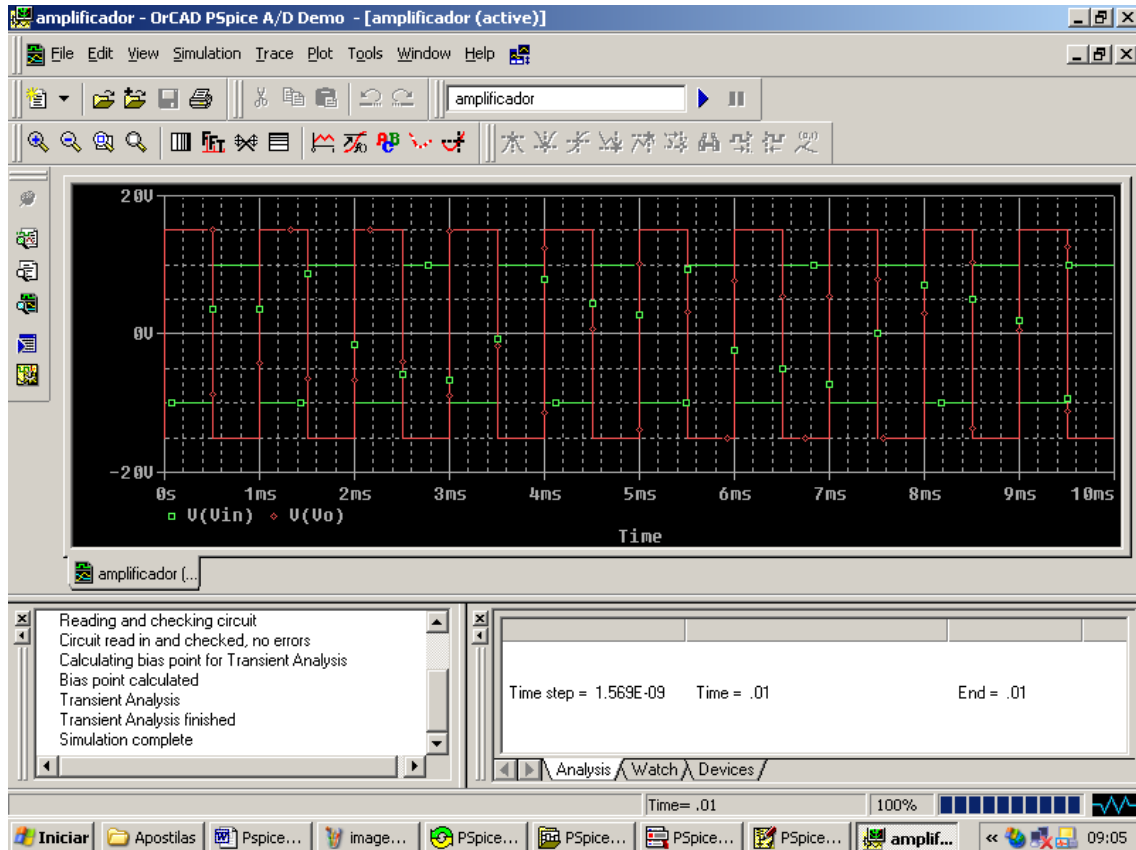 amplificador - OrCAD PSpice A/D Demo - [amplificador (active)]
File Edit View Simulation Trace Plot Tools Window Help
amplificador
FFT
ABC
20V
0V
-20V
0s 1ms 2ms 3ms 4ms 5ms 6ms 7ms 8ms 9ms 10ms
V(Vin) V(Vo)
Time
amplificador (...
Reading and checking circuit
Circuit read in and checked, no errors
Calculating bias point for Transient Analysis
Bias point calculated
Transient Analysis
Transient Analysis finished
Simulation complete
Time step = 1.569E-09 Time = .01 End = .01
Analysis Watch Devices
Time= .01 100%
Iniciar Apostilas Pspice... image... PSpice... PSpice... PSpice... PSpice... amplif... « 09:05